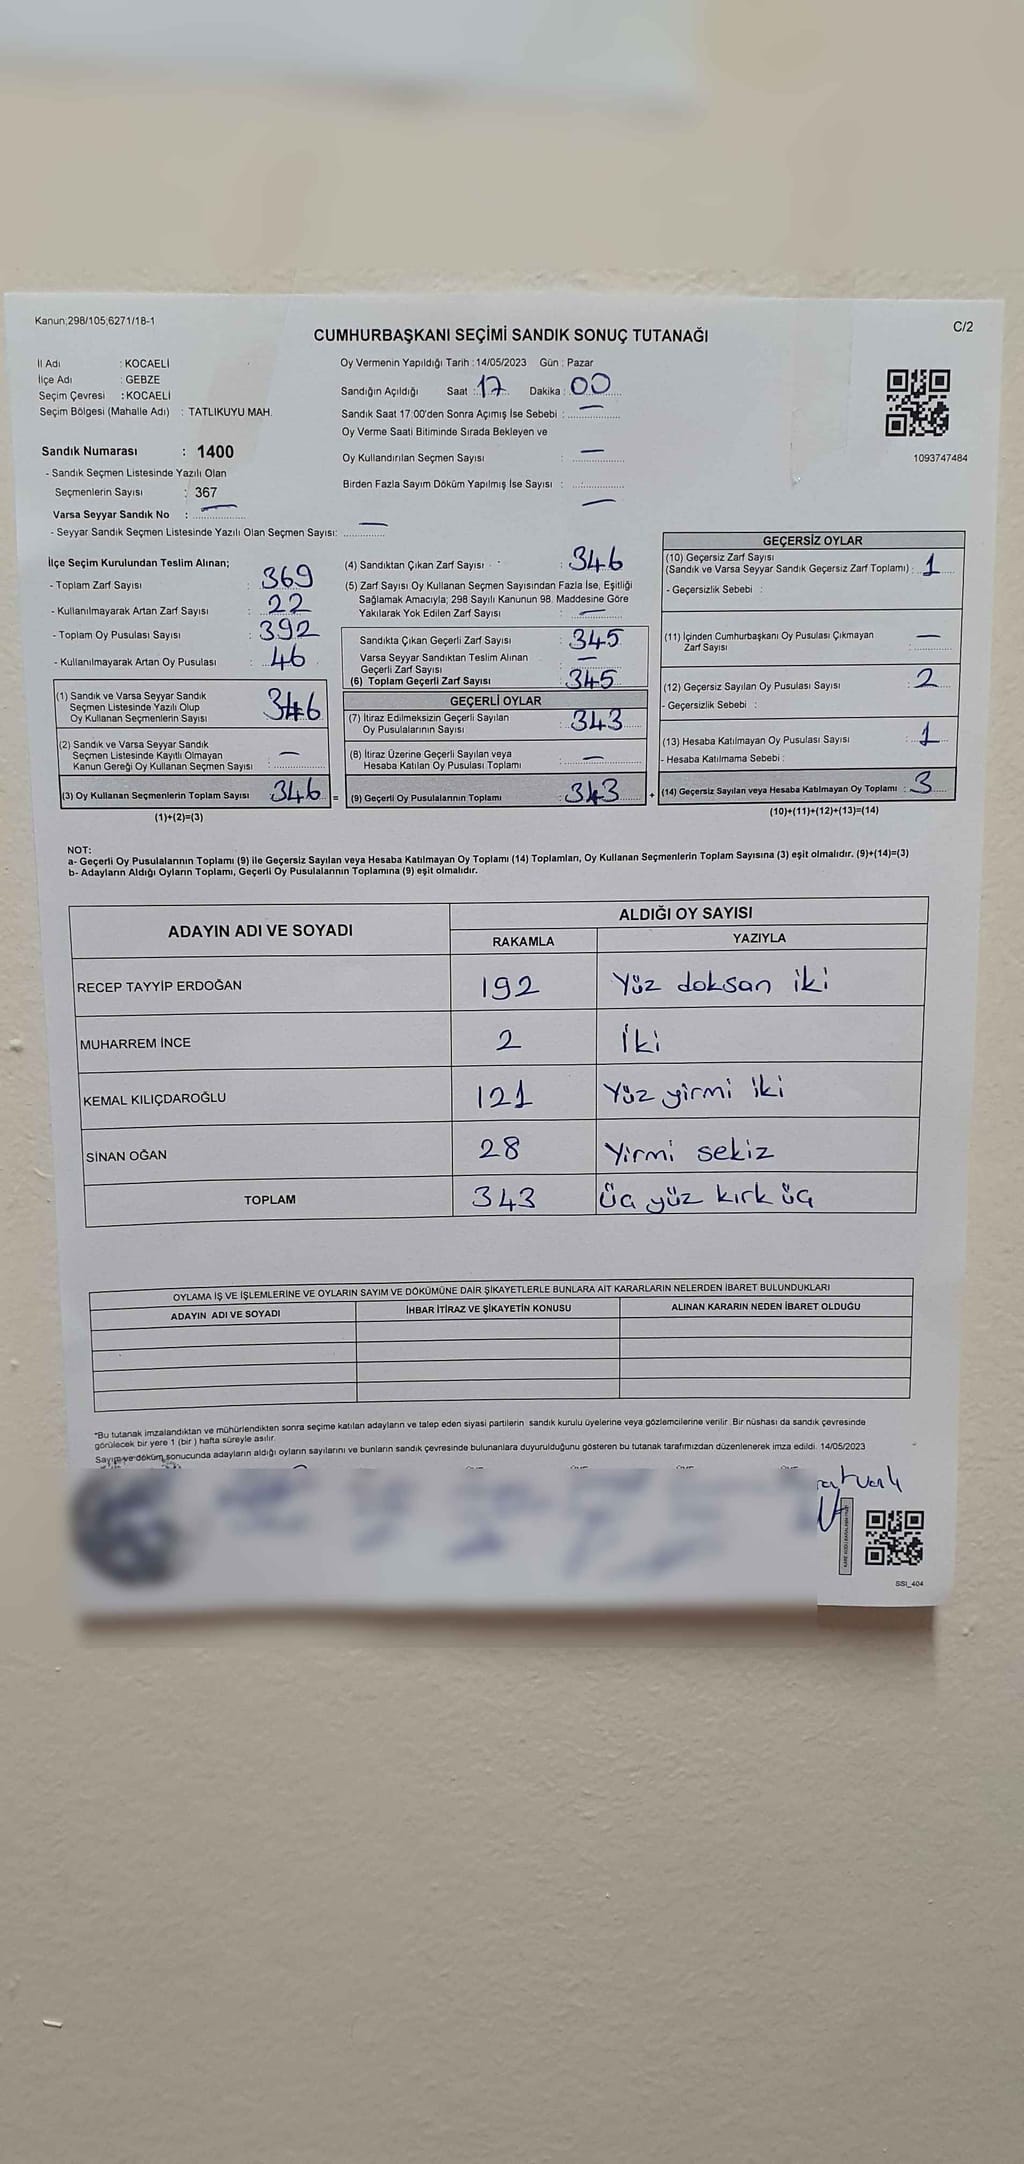 Kanun;298/105;6271/18-1
C/2
CUMHURBAŞKANI SEÇİMİ SANDIK SONUÇ TUTANAĞI
İl Adı : KOCAELİ
İlçe Adı : GEBZE
Seçim Çevresi : KOCAELİ
Seçim Bölgesi (Mahalle Adı) : TATLIKUYU MAH.
Sandık Numarası : 1400
- Sandık Seçmen Listesinde Yazılı Olan
Seçmenlerin Sayısı : 367
Varsa Seyyar Sandık No : —
- Seyyar Sandık Seçmen Listesinde Yazılı Olan Seçmen Sayısı: —
Oy Vermenin Yapıldığı Tarih : 14/05/2023 Gün : Pazar
Sandığın Açıldığı Saat : 17 Dakika : 00
Sandık Saat 17:00'den Sonra Açımış İse Sebebi : —
Oy Verme Saati Bitiminde Sırada Bekleyen ve
Oy Kullandırılan Seçmen Sayısı : —
Birden Fazla Sayım Döküm Yapılmış İse Sayısı : —
1093747484
İlçe Seçim Kurulundan Teslim Alınan;
- Toplam Zarf Sayısı : 369
- Kullanılmayarak Artan Zarf Sayısı : 22
- Toplam Oy Pusulası Sayısı : 392
- Kullanılmayarak Artan Oy Pusulası : 46
(1) Sandık ve Varsa Seyyar Sandık
Seçmen Listesinde Yazılı Olup
Oy Kullanan Seçmenlerin Sayısı : 346
(2) Sandık ve Varsa Seyyar Sandık
Seçmen Listesinde Kayıtlı Olmayan
Kanun Gereği Oy Kullanan Seçmen Sayısı : —
(3) Oy Kullanan Seçmenlerin Toplam Sayısı : 346 =
(1)+(2)=(3)
(4) Sandıktan Çıkan Zarf Sayısı : 346
(5) Zarf Sayısı Oy Kullanan Seçmen Sayısından Fazla İse, Eşitliği
Sağlamak Amacıyla; 298 Sayılı Kanunun 98. Maddesine Göre
Yakılarak Yok Edilen Zarf Sayısı : —
Sandıkta Çıkan Geçerli Zarf Sayısı : 345
Varsa Seyyar Sandıktan Teslim Alınan
Geçerli Zarf Sayısı : —
(6) Toplam Geçerli Zarf Sayısı : 345
GEÇERLİ OYLAR
(7) İtiraz Edilmeksizin Geçerli Sayılan
Oy Pusulalarının Sayısı : 343
(8) İtiraz Üzerine Geçerli Sayılan veya
Hesaba Katılan Oy Pusulası Toplamı : —
(9) Geçerli Oy Pusulalarının Toplamı : 343 +
GEÇERSİZ OYLAR
(10) Geçersiz Zarf Sayısı
(Sandık ve Varsa Seyyar Sandık Geçersiz Zarf Toplamı) : 1
- Geçersizlik Sebebi :
(11) İçinden Cumhurbaşkanı Oy Pusulası Çıkmayan
Zarf Sayısı : —
(12) Geçersiz Sayılan Oy Pusulası Sayısı : 2
- Geçersizlik Sebebi :
(13) Hesaba Katılmayan Oy Pusulası Sayısı : 1
- Hesaba Katılmama Sebebi :
(14) Geçersiz Sayılan veya Hesaba Katılmayan Oy Toplamı : 3
(10)+(11)+(12)+(13)=(14)
NOT:
a- Geçerli Oy Pusulalarının Toplamı (9) ile Geçersiz Sayılan veya Hesaba Katılmayan Oy Toplamı (14) Toplamları, Oy Kullanan Seçmenlerin Toplam Sayısına (3) eşit olmalıdır. (9)+(14)=(3)
b- Adayların Aldığı Oyların Toplamı, Geçerli Oy Pusulalarının Toplamına (9) eşit olmalıdır.
ADAYIN ADI VE SOYADI ALDIĞI OY SAYISI
RAKAMLA YAZIYLA
RECEP TAYYİP ERDOĞAN 192 Yüz doksan iki
MUHARREM İNCE 2 İki
KEMAL KILIÇDAROĞLU 121 Yüz yirmi iki
SİNAN OĞAN 28 Yirmi sekiz
TOPLAM 343 Üç yüz kırk üç
OYLAMA İŞ VE İŞLEMLERİNE VE OYLARIN SAYIM VE DÖKÜMÜNE DAİR ŞİKAYETLERLE BUNLARA AİT KARARLARIN NELERDEN İBARET BULUNDUKLARI
ADAYIN ADI VE SOYADI İHBAR İTİRAZ VE ŞİKAYETİN KONUSU ALINAN KARARIN NEDEN İBARET OLDUĞU
"Bu tutanak imzalandıktan ve mühürlendikten sonra seçime katılan adayların ve talep eden siyasi partilerin sandık kurulu üyelerine veya gözlemcilerine verilir. Bir nüshası da sandık çevresinde
görülecek bir yere 1 (bir ) hafta süreyle asılır.
Sayım ve döküm sonucunda adayların aldığı oyların sayılarını ve bunların sandık çevresinde bulunanlara duyurulduğunu gösteren bu tutanak tarafımızdan düzenlenerek imza edildi. 14/05/2023
SSI_404